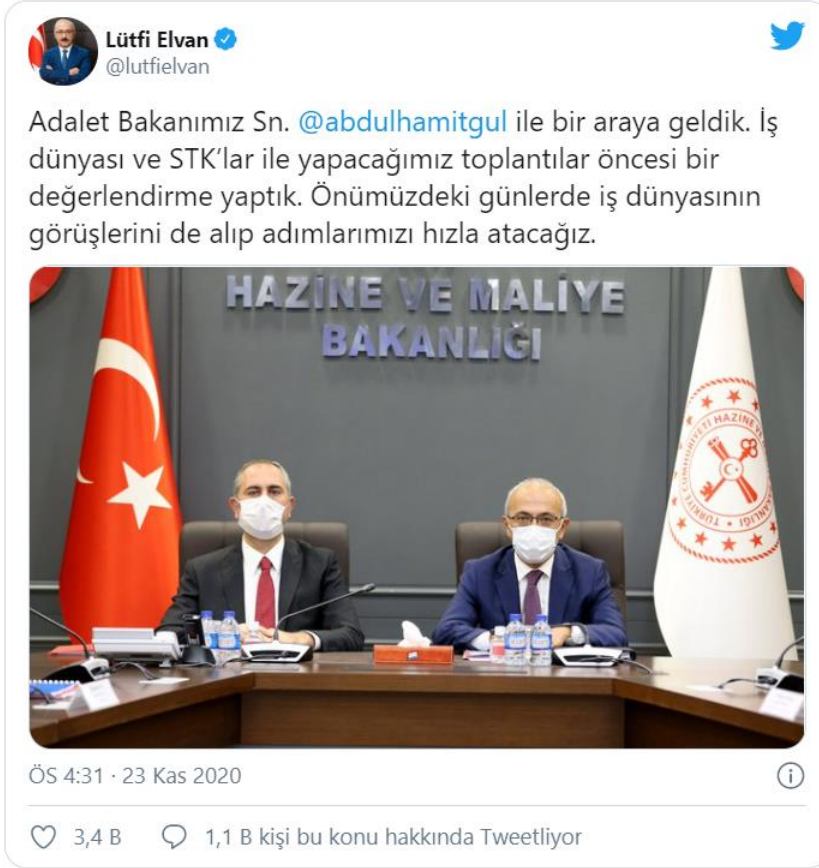 Lütfi Elvan
@lutfielvan
Adalet Bakanımız Sn. @abdulhamitgul ile bir araya geldik. İş
dünyası ve STK'lar ile yapacağımız toplantılar öncesi bir
değerlendirme yaptık. Önümüzdeki günlerde iş dünyasının
görüşlerini de alıp adımlarımızı hızla atacağız.
HAZİNE VE MALİYE
BAKANLIĞI
ÖS 4:31 · 23 Kas 2020
3,4 B
1,1 B kişi bu konu hakkında Tweetliyor